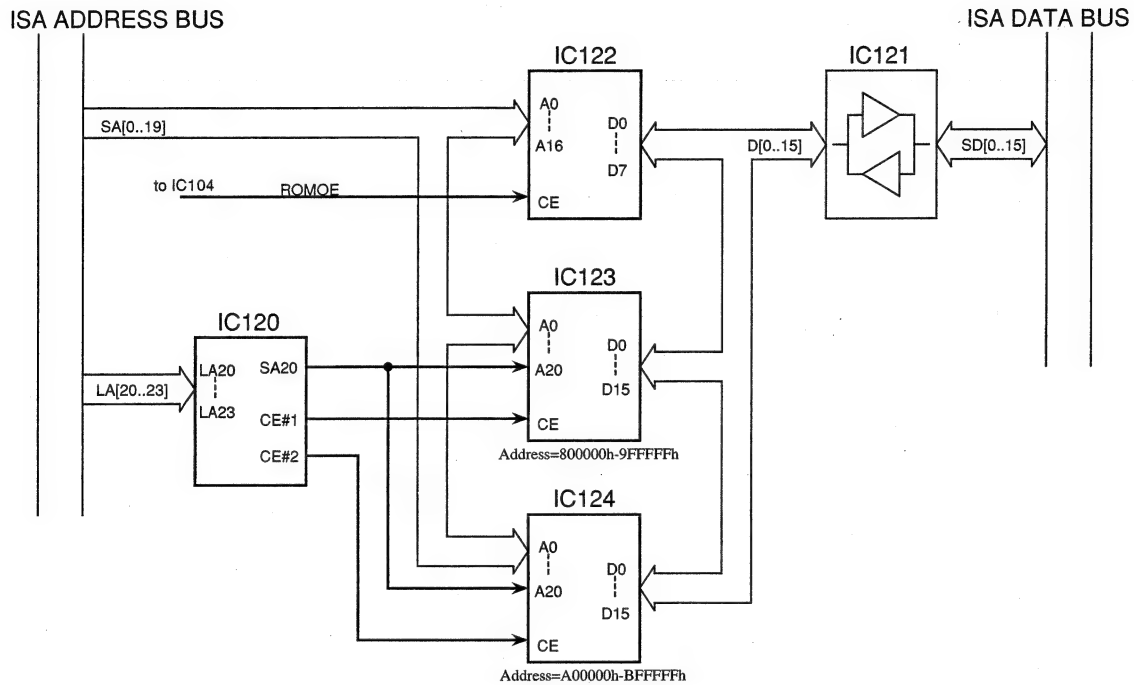 ISA ADDRESS BUS
ISA DATA BUS
IC122
IC121
SA[0..19]
A0
A16
D0
D7
D[0..15]
SD[0..15]
to IC104
ROMOE
CE
IC123
IC120
A0
D0
LA20
SA20
A20
D15
LA[20..23]
LA23
CE#1
CE
CE#2
Address=800000h-9FFFFFh
IC124
A0
D0
A20
D15
CE
Address=A00000h-BFFFFFh